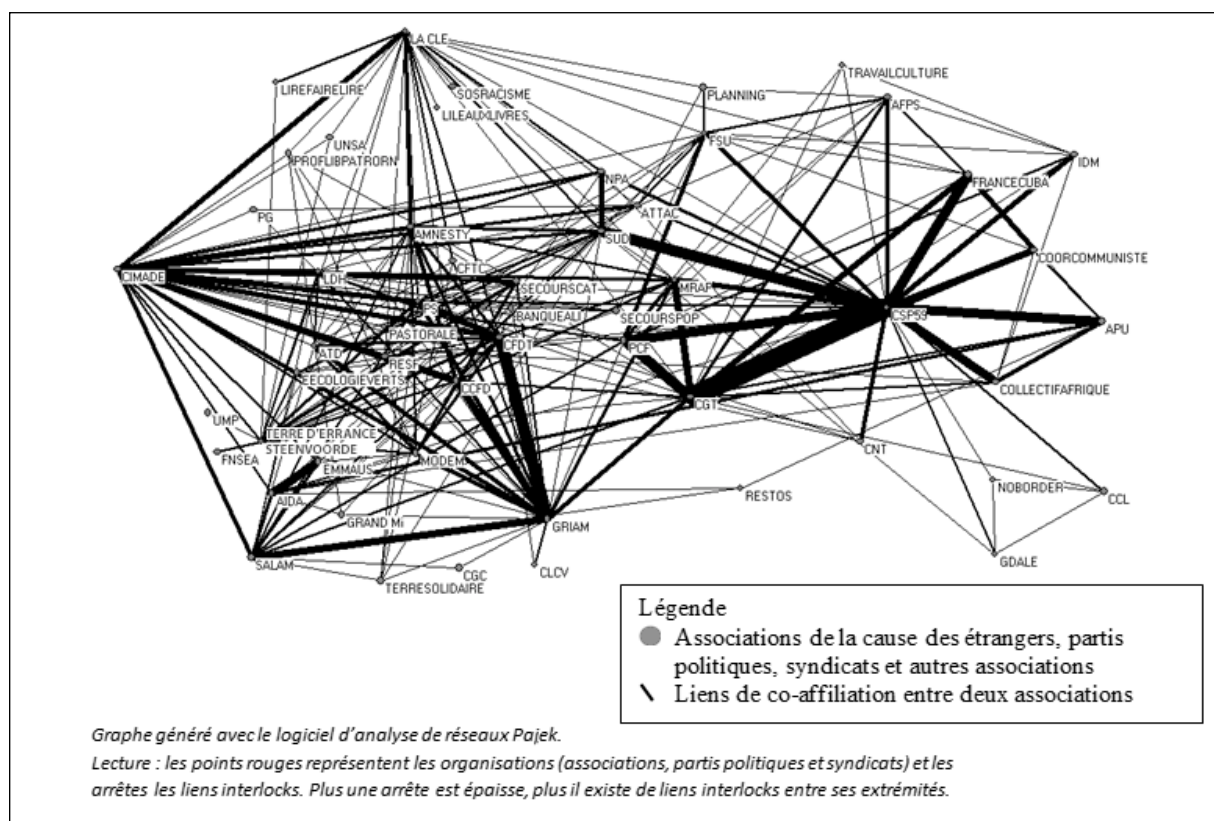 LA CLE
TRAVAILCULTURE
LIREFAIRELIRE
SOSRACISME
PLANNING
AFPS
LILEAUXLIVRES
FSU
UNSA
PROFLIBPATRORN
IDM
NPA
FRANCECUBA
PG
ATTAC
AMNESTY
SUD
COORCOMMUNISTE
CFTC
CIMADE
LDH
SECOURSCAT
MRAP
BANQUEALI
SECOURSPOP
CSP59
APU
PASTORALE
CFDT
PCF
ATD
RESF
EECOLOGIEVERTS
CCFD
COLLECTIFAFRIQUE
CGT
UMP
TERRE D'ERRANCE
STEENVOORDE
CNT
FNSEA
EMMAUS
MODEM
NOBORDER
AIDA
RESTOS
CCL
GRAND Mi
GRIAM
SALAM
CGC
CLCV
GDALE
TERRESOLIDAIRE
Légende
Associations de la cause des étrangers, partis
politiques, syndicats et autres associations
Liens de co-affiliation entre deux associations
Graphe généré avec le logiciel d'analyse de réseaux Pajek.
Lecture : les points rouges représentent les organisations (associations, partis politiques et syndicats) et les
arrêtes les liens interlocks. Plus une arrête est épaisse, plus il existe de liens interlocks entre ses extrémités.